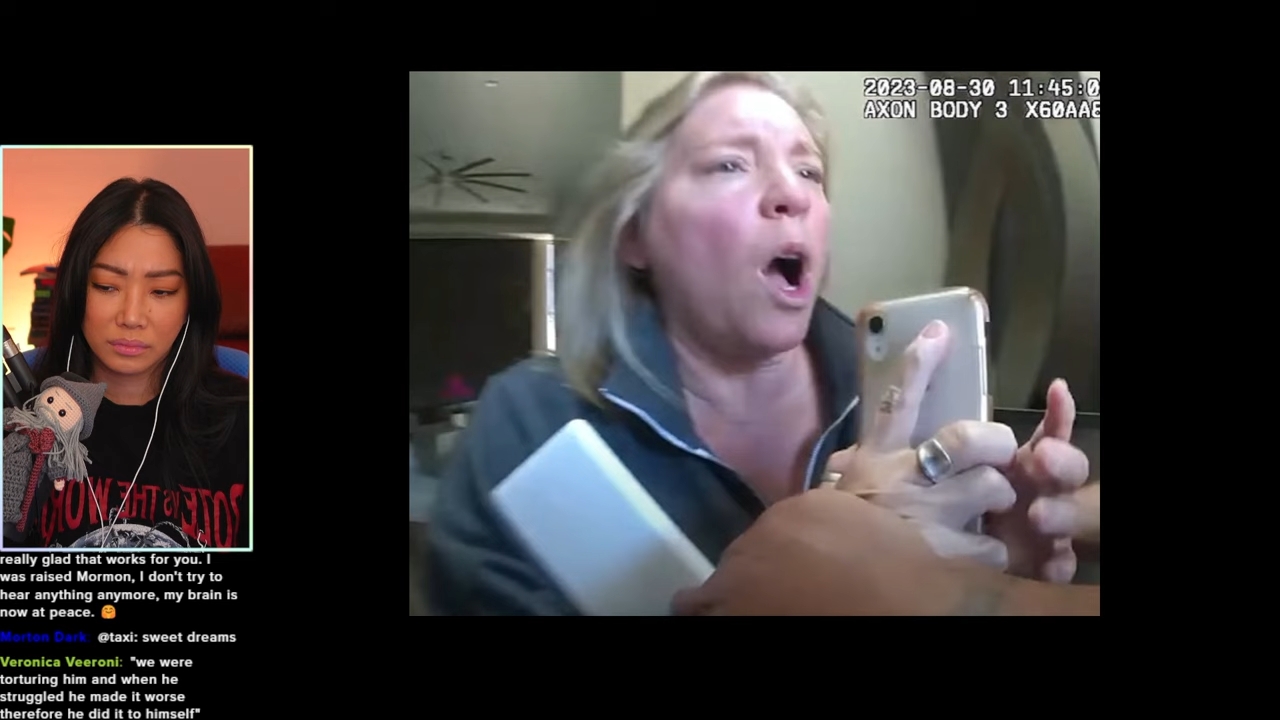 2023-08-30 11:45:0
AXON BODY 3 X60AA8
really glad that works for you. I
was raised Mormon, I don't try to
hear anything anymore, my brain is
now at peace. 🤗
Morton Dark: @taxi: sweet dreams
Veronica Veeroni: "we were
torturing him and when he
struggled he made it worse
therefore he did it to himself"